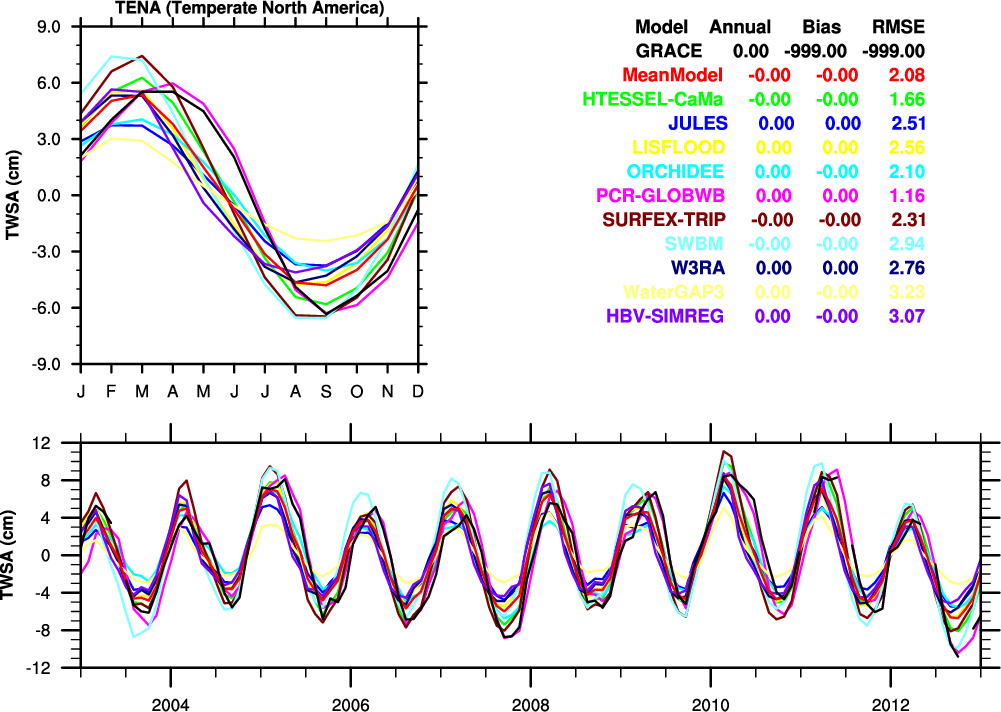 TENA (Temperate North America)
9.0
6.0
3.0
0.0
-3.0
-6.0
-9.0
TWSA (cm)
J F M A M J J A S O N D
Model Annual Bias RMSE
GRACE 0.00 -999.00 -999.00
MeanModel -0.00 -0.00 2.08
HTESSEL-CaMa -0.00 -0.00 1.66
JULES 0.00 0.00 2.51
LISFLOOD 0.00 0.00 2.56
ORCHIDEE 0.00 -0.00 2.10
PCR-GLOBWB 0.00 0.00 1.16
SURFEX-TRIP -0.00 -0.00 2.31
SWBM -0.00 -0.00 2.94
W3RA 0.00 0.00 2.76
WaterGAP3 0.00 -0.00 3.23
HBV-SIMREG 0.00 -0.00 3.07
12
8
4
0
-4
-8
-12
TWSA (cm)
2004 2006 2008 2010 2012